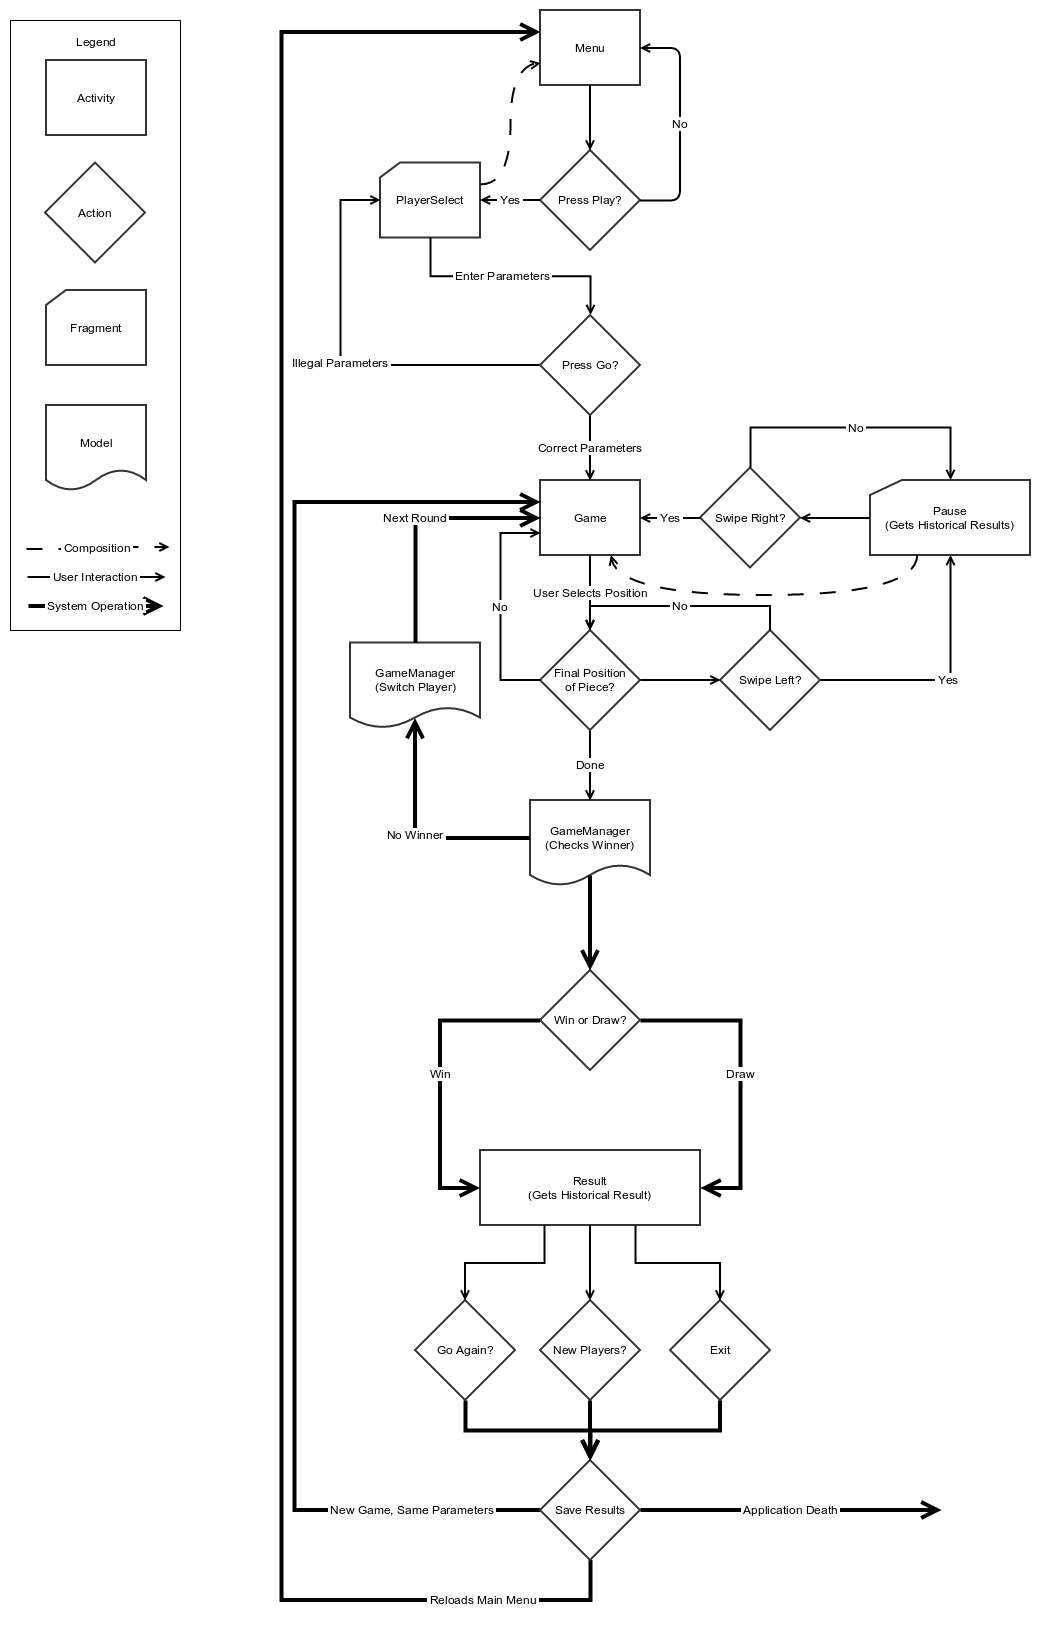 Legend
Activity
Action
Fragment
Model
Composition
User Interaction
System Operation
Menu
No
PlayerSelect
Yes
Press Play?
Enter Parameters
Illegal Parameters
Press Go?
Correct Parameters
No
Next Round
Game
Yes
Swipe Right?
Pause
(Gets Historical Results)
User Selects Position
No
No
GameManager
(Switch Player)
Final Position
of Piece?
Swipe Left?
Yes
Done
No Winner
GameManager
(Checks Winner)
Win or Draw?
Win
Draw
Result
(Gets Historical Result)
Go Again?
New Players?
Exit
New Game, Same Parameters
Save Results
Application Death
Reloads Main Menu